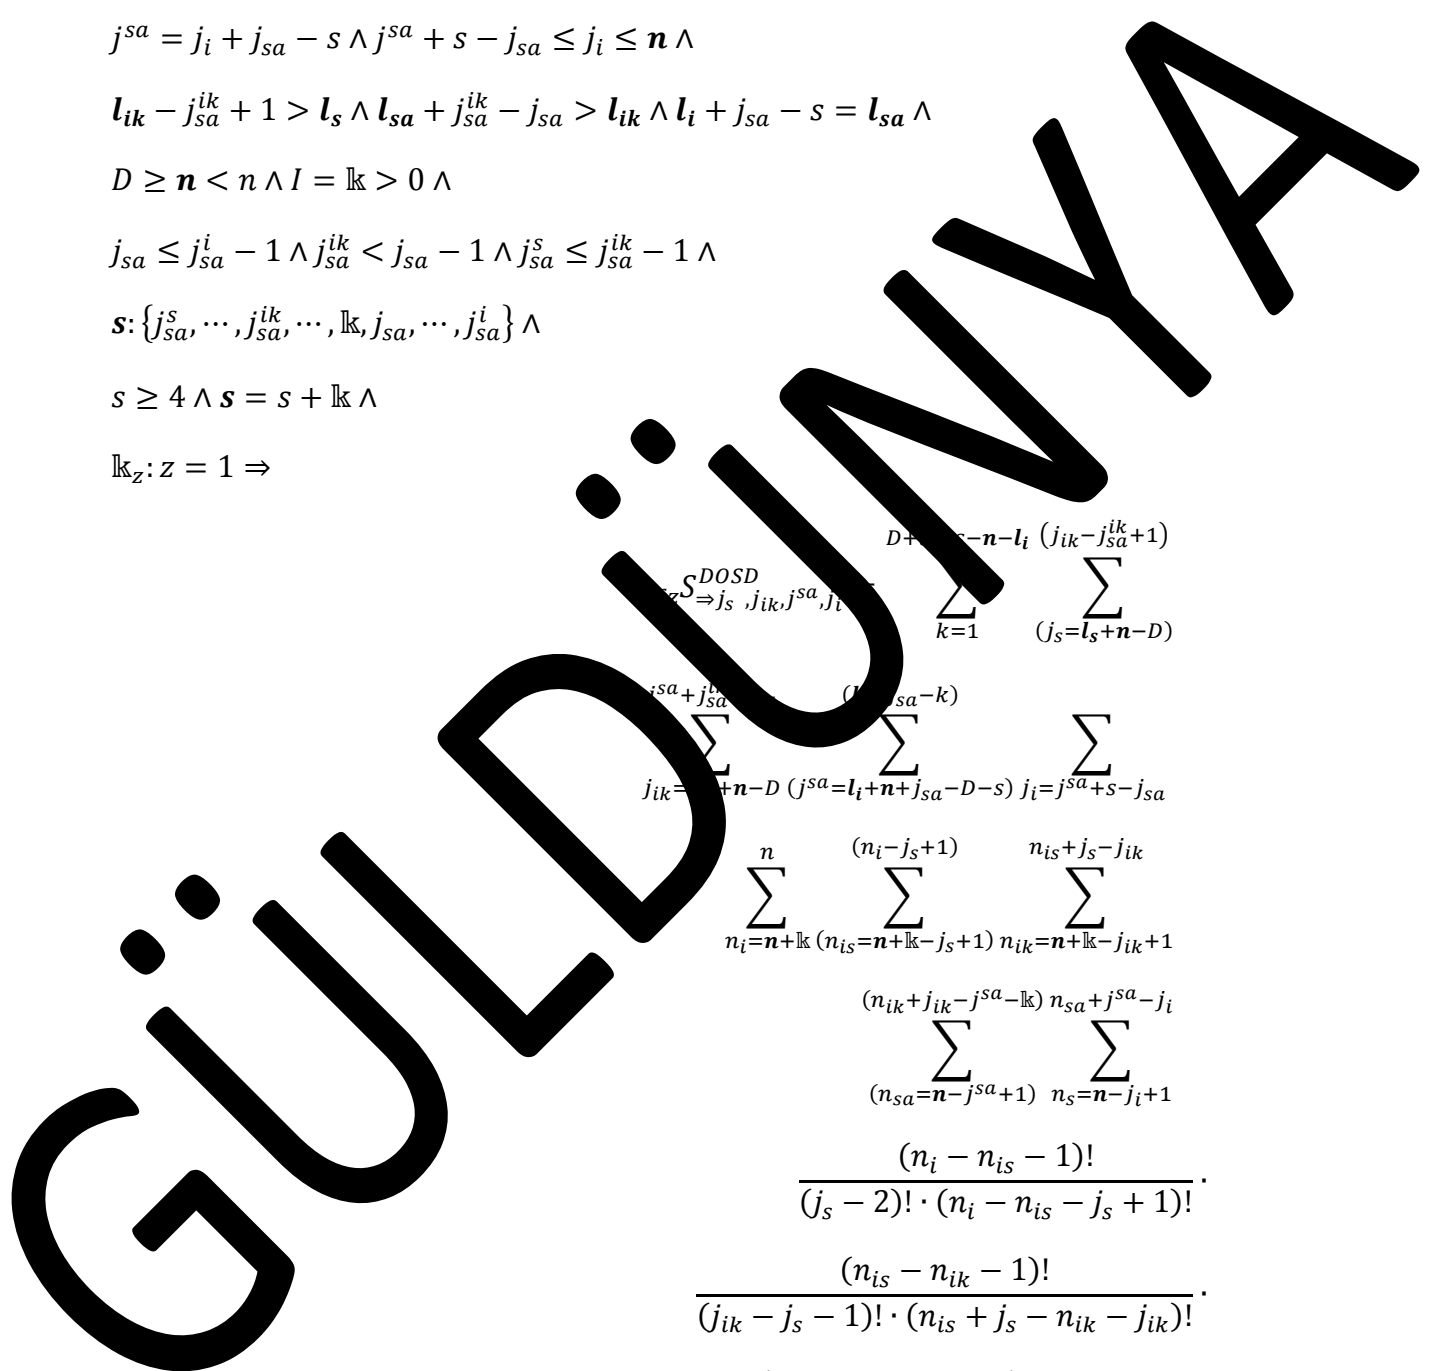 j^{sa} = j_i + j_{sa} − s ∧ j^{sa} + s − j_{sa} ≤ j_i ≤ 𝒏 ∧
𝒍_{𝒊𝒌} − j_{sa}^{ik} + 1 > 𝒍_𝒔 ∧ 𝒍_{𝒔𝒂} + j_{sa}^{ik} − j_{sa} > 𝒍_{𝒊𝒌} ∧ 𝒍_𝒊 + j_{sa} − s = 𝒍_{𝒔𝒂} ∧
D ≥ 𝒏 < n ∧ I = 𝕜 > 0 ∧
j_{sa} ≤ j_{sa}^{i} − 1 ∧ j_{sa}^{ik} < j_{sa} − 1 ∧ j_{sa}^{s} ≤ j_{sa}^{ik} − 1 ∧
𝒔: {j_{sa}^{s}, ⋯ , j_{sa}^{ik}, ⋯ , 𝕜, j_{sa}, ⋯ , j_{sa}^{i}} ∧
s ≥ 4 ∧ 𝒔 = s + 𝕜 ∧
𝕜_z: z = 1 ⇒
S_{⇒j_s ,j_{ik},j^{sa},j_i}^{DOSD} ∑_{k=1}^{−𝒏−𝒍_𝒊} ∑_{(j_s=𝒍_𝒔+𝒏−D)}^{(j_{ik}−j_{sa}^{ik}+1)}
∑_{j_{ik}= +𝒏−D} ∑_{(j^{sa}=𝒍_𝒊+𝒏+j_{sa}−D−s)}^{−k)} ∑_{j_i=j^{sa}+s−j_{sa}}
∑_{n_i=𝒏+𝕜}^{n} ∑_{(n_{is}=𝒏+𝕜−j_s+1)}^{(n_i−j_s+1)} ∑_{n_{ik}=𝒏+𝕜−j_{ik}+1}^{n_{is}+j_s−j_{ik}}
∑_{(n_{sa}=𝒏−j^{sa}+1)}^{(n_{ik}+j_{ik}−j^{sa}−𝕜)} ∑_{n_s=𝒏−j_i+1}^{n_{sa}+j^{sa}−j_i}
(n_i − n_{is} − 1)!
(j_s − 2)! · (n_i − n_{is} − j_s + 1)! ·
(n_{is} − n_{ik} − 1)!
(j_{ik} − j_s − 1)! · (n_{is} + j_s − n_{ik} − j_{ik})! ·
GÜLDÜNYA